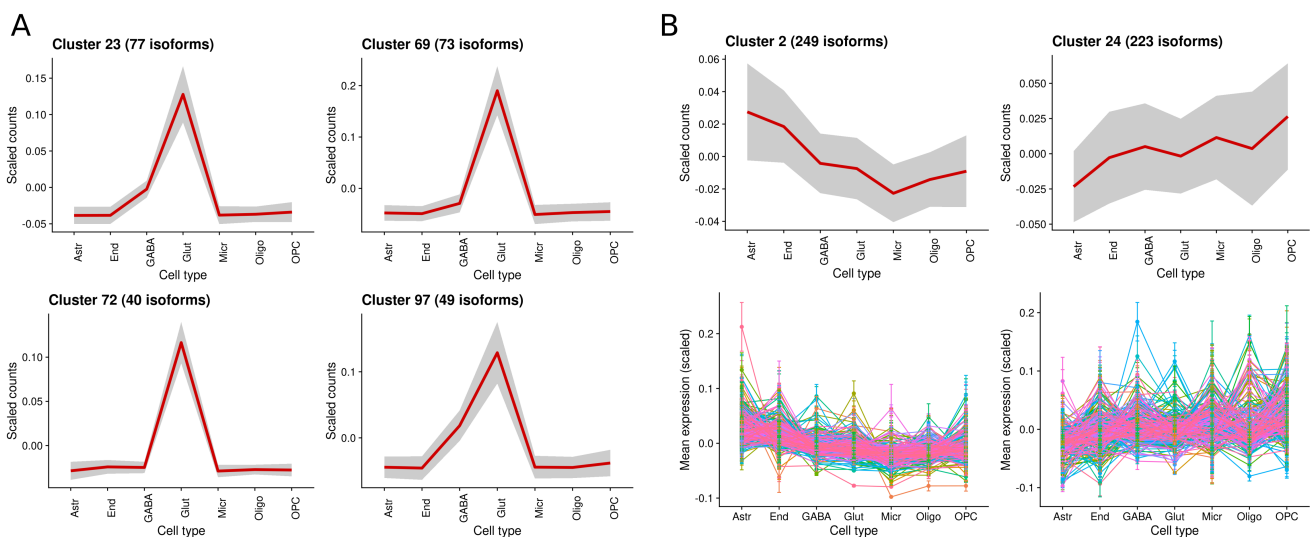 A
B
Cluster 23 (77 isoforms)
Scaled counts
0.15
0.10
0.05
0.00
-0.05
Astr
End
GABA
Glut
Micr
Oligo
OPC
Cell type
Cluster 69 (73 isoforms)
Scaled counts
0.2
0.1
0.0
Astr
End
GABA
Glut
Micr
Oligo
OPC
Cell type
Cluster 72 (40 isoforms)
Scaled counts
0.10
0.05
0.00
Astr
End
GABA
Glut
Micr
Oligo
OPC
Cell type
Cluster 97 (49 isoforms)
Scaled counts
0.1
0.0
Astr
End
GABA
Glut
Micr
Oligo
OPC
Cell type
Cluster 2 (249 isoforms)
Scaled counts
0.06
0.04
0.02
0.00
-0.02
-0.04
Astr
End
GABA
Glut
Micr
Oligo
OPC
Cell type
Cluster 24 (223 isoforms)
Scaled counts
0.050
0.025
0.000
-0.025
-0.050
Astr
End
GABA
Glut
Micr
Oligo
OPC
Cell type
Mean expression (scaled)
0.2
0.1
0.0
-0.1
Astr End GABA Glut Micr Oligo OPC
Cell type
Mean expression (scaled)
0.2
0.1
0.0
-0.1
Astr End GABA Glut Micr Oligo OPC
Cell type